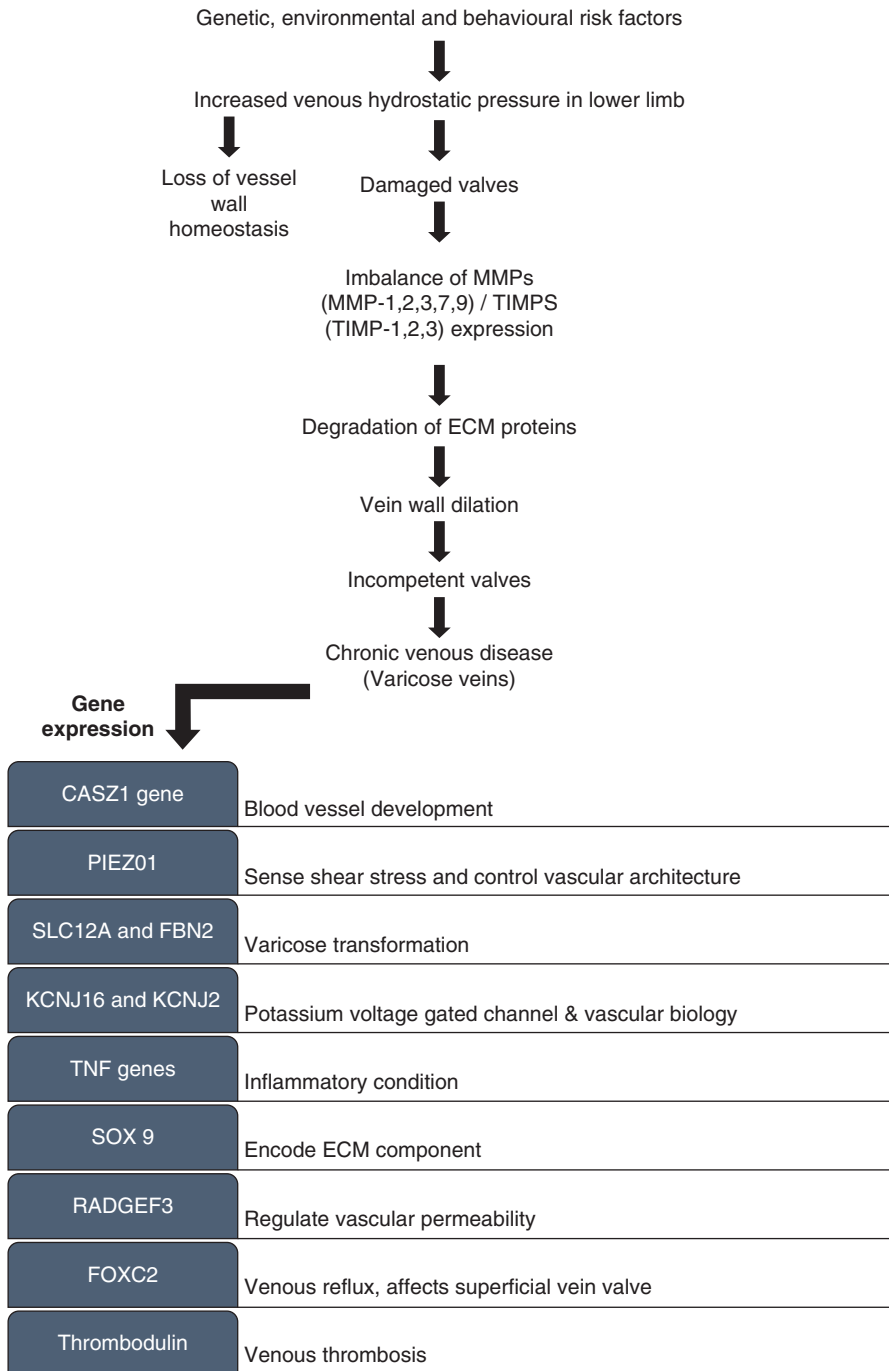 Genetic, environmental and behavioural risk factors
Increased venous hydrostatic pressure in lower limb
Loss of vessel
wall
homeostasis
Damaged valves
Imbalance of MMPs
(MMP-1,2,3,7,9) / TIMPS
(TIMP-1,2,3) expression
Degradation of ECM proteins
Vein wall dilation
Incompetent valves
Chronic venous disease
(Varicose veins)
Gene
expression
CASZ1 gene
Blood vessel development
PIEZ01
Sense shear stress and control vascular architecture
SLC12A and FBN2
Varicose transformation
KCNJ16 and KCNJ2
Potassium voltage gated channel & vascular biology
TNF genes
Inflammatory condition
SOX 9
Encode ECM component
RADGEF3
Regulate vascular permeability
FOXC2
Venous reflux, affects superficial vein valve
Thrombodulin
Venous thrombosis